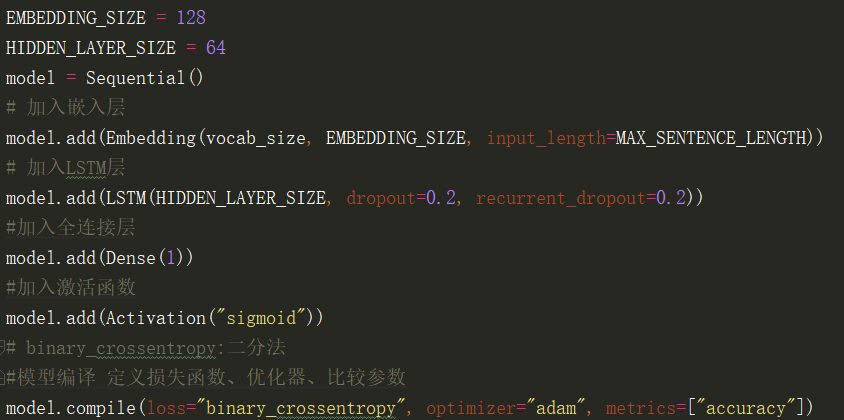 EMBEDDING_SIZE = 128
HIDDEN_LAYER_SIZE = 64
model = Sequential()
# 加入嵌入层
model.add(Embedding(vocab_size, EMBEDDING_SIZE, input_length=MAX_SENTENCE_LENGTH))
# 加入LSTM层
model.add(LSTM(HIDDEN_LAYER_SIZE, dropout=0.2, recurrent_dropout=0.2))
#加入全连接层
model.add(Dense(1))
#加入激活函数
model.add(Activation("sigmoid"))
# binary_crossentropy:二分法
#模型编译 定义损失函数、优化器、比较参数
model.compile(loss="binary_crossentropy", optimizer="adam", metrics=["accuracy"])